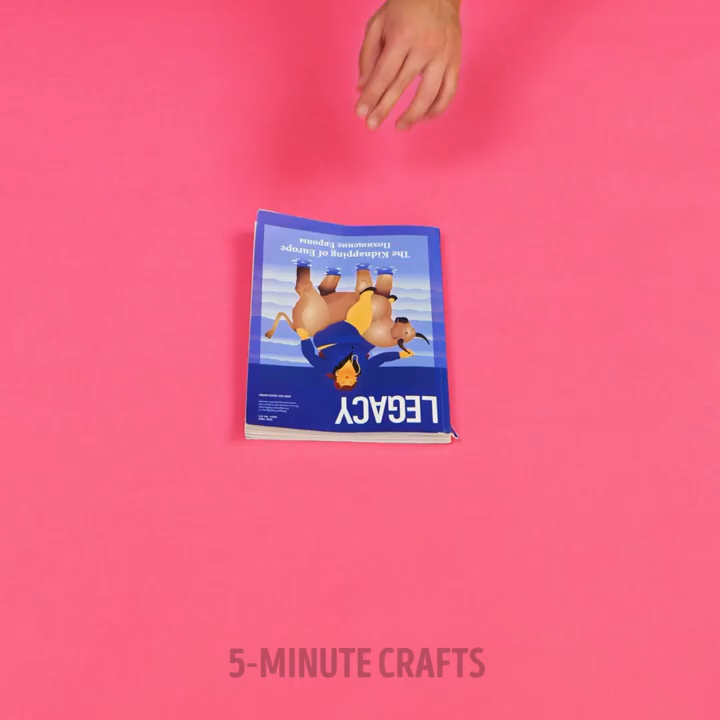 LEGACY
The Kidnapping of Europe
Похищение Европы
5-MINUTE CRAFTS